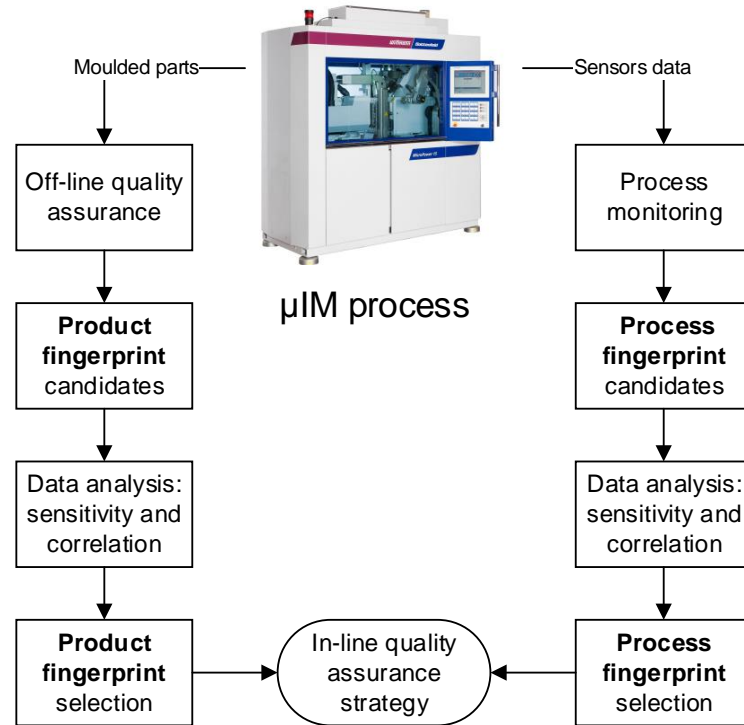 Moulded parts
Sensors data
Off-line quality
assurance
Process
monitoring
µIM process
Product
fingerprint
candidates
Process
fingerprint
candidates
Data analysis:
sensitivity and
correlation
Data analysis:
sensitivity and
correlation
Product
fingerprint
selection
In-line quality
assurance
strategy
Process
fingerprint
selection